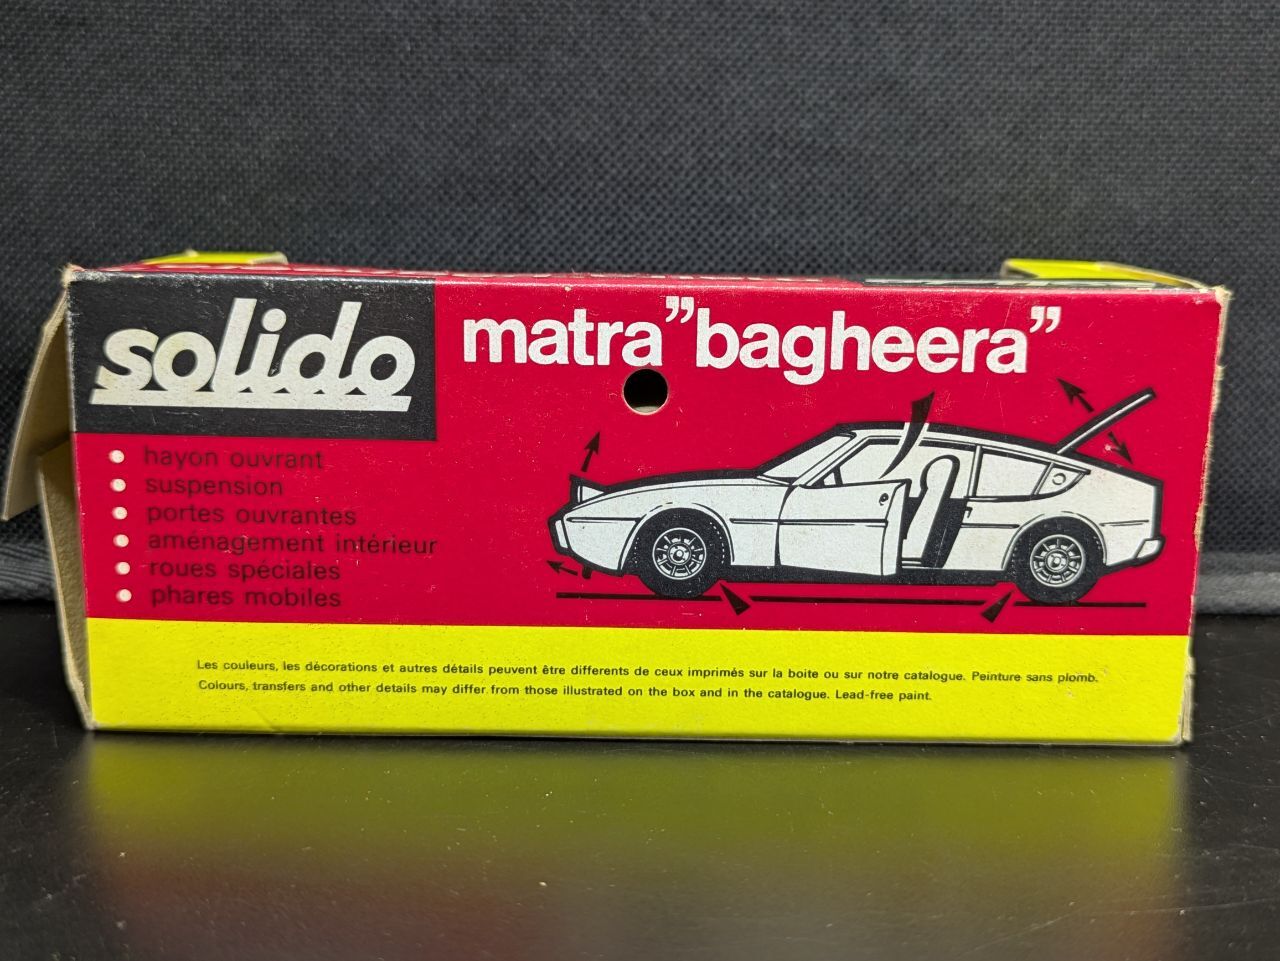 solido
matra "bagheera"
hayon ouvrant
suspension
portes ouvrantes
aménagement intérieur
roues spéciales
phares mobiles
Les couleurs, les décorations et autres détails peuvent être differents de ceux imprimés sur la boite ou sur notre catalogue. Peinture sans plomb.
Colours, transfers and other details may differ from those illustrated on the box and in the catalogue. Lead-free paint.